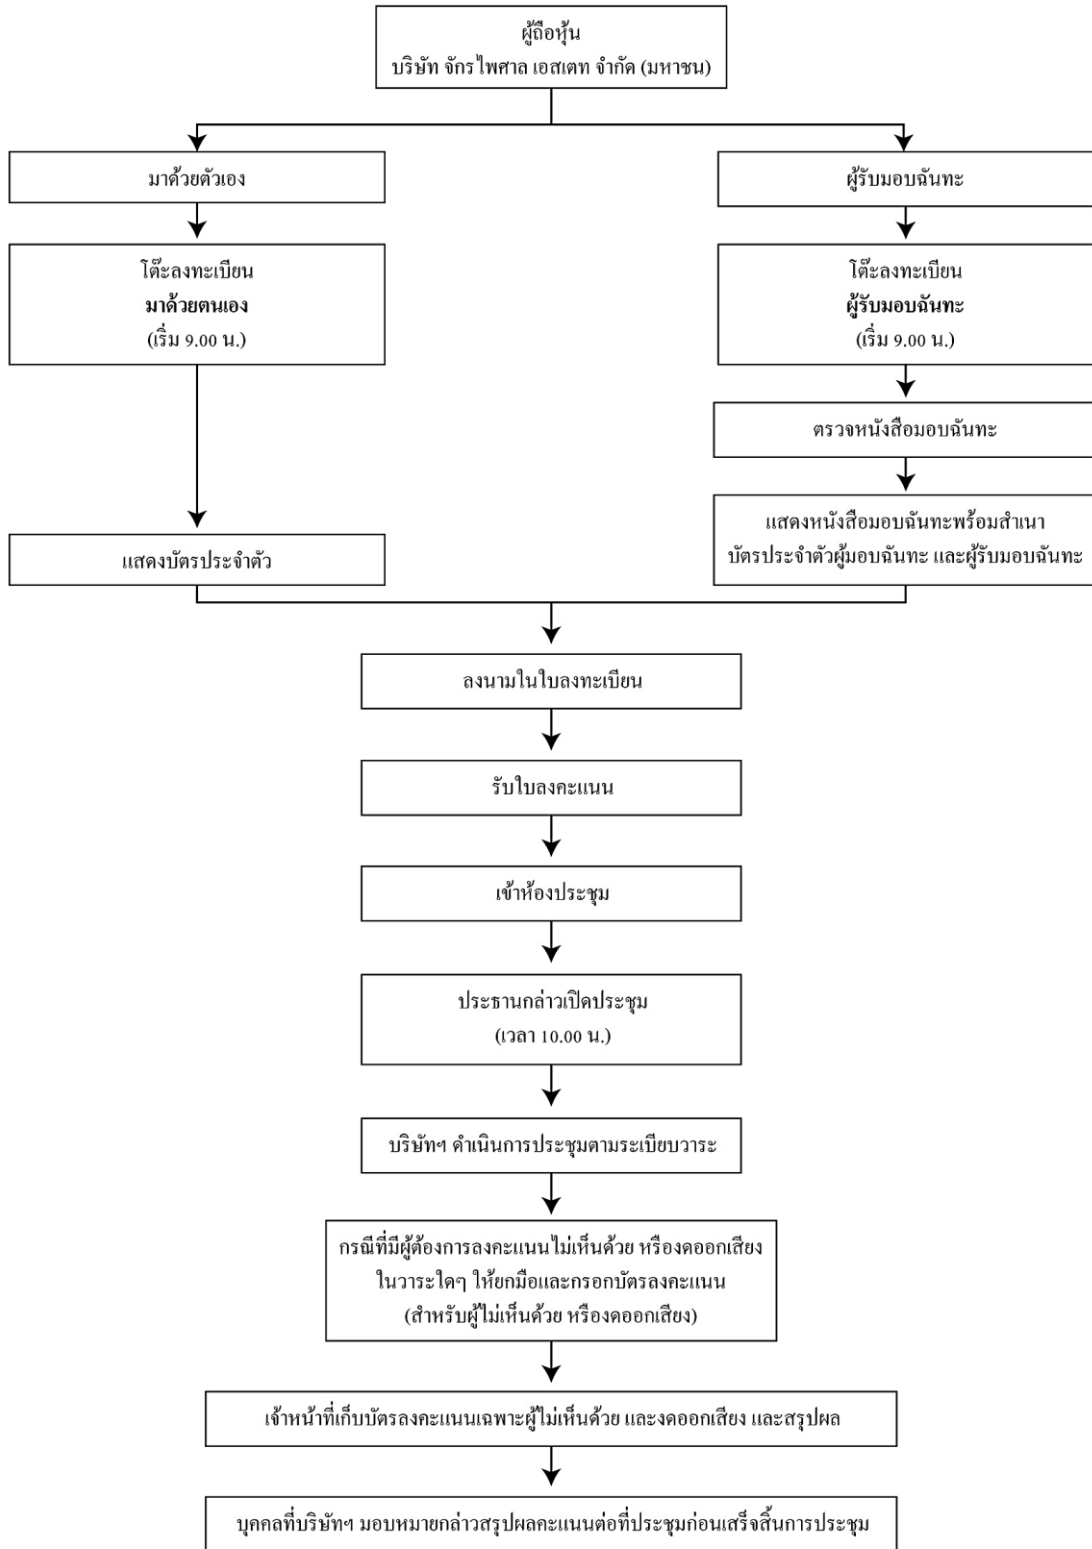 ผู้ถือหุ้น
บริษัท จักรไพศาล เอสเตท จำกัด (มหาชน)
มาด้วยตัวเอง
ผู้รับมอบฉันทะ
โต๊ะลงทะเบียน
มาด้วยตนเอง
(เริ่ม 9.00 น.)
โต๊ะลงทะเบียน
ผู้รับมอบฉันทะ
(เริ่ม 9.00 น.)
ตรวจหนังสือมอบฉันทะ
แสดงบัตรประจำตัว
แสดงหนังสือมอบฉันทะพร้อมสำเนา
บัตรประจำตัวผู้มอบฉันทะ และผู้รับมอบฉันทะ
ลงนามในใบลงทะเบียน
รับใบลงคะแนน
เข้าห้องประชุม
ประธานกล่าวเปิดประชุม
(เวลา 10.00 น.)
บริษัทฯ ดำเนินการประชุมตามระเบียบวาระ
กรณีที่มีผู้ต้องการลงคะแนนไม่เห็นด้วย หรืองดออกเสียง
ในวาระใดๆ ให้ยกมือและกรอกบัตรลงคะแนน
(สำหรับผู้ไม่เห็นด้วย หรืองดออกเสียง)
เจ้าหน้าที่เก็บบัตรลงคะแนนเฉพาะผู้ไม่เห็นด้วย และงดออกเสียง และสรุปผล
บุคคลที่บริษัทฯ มอบหมายกล่าวสรุปผลคะแนนต่อที่ประชุมก่อนเสร็จสิ้นการประชุม